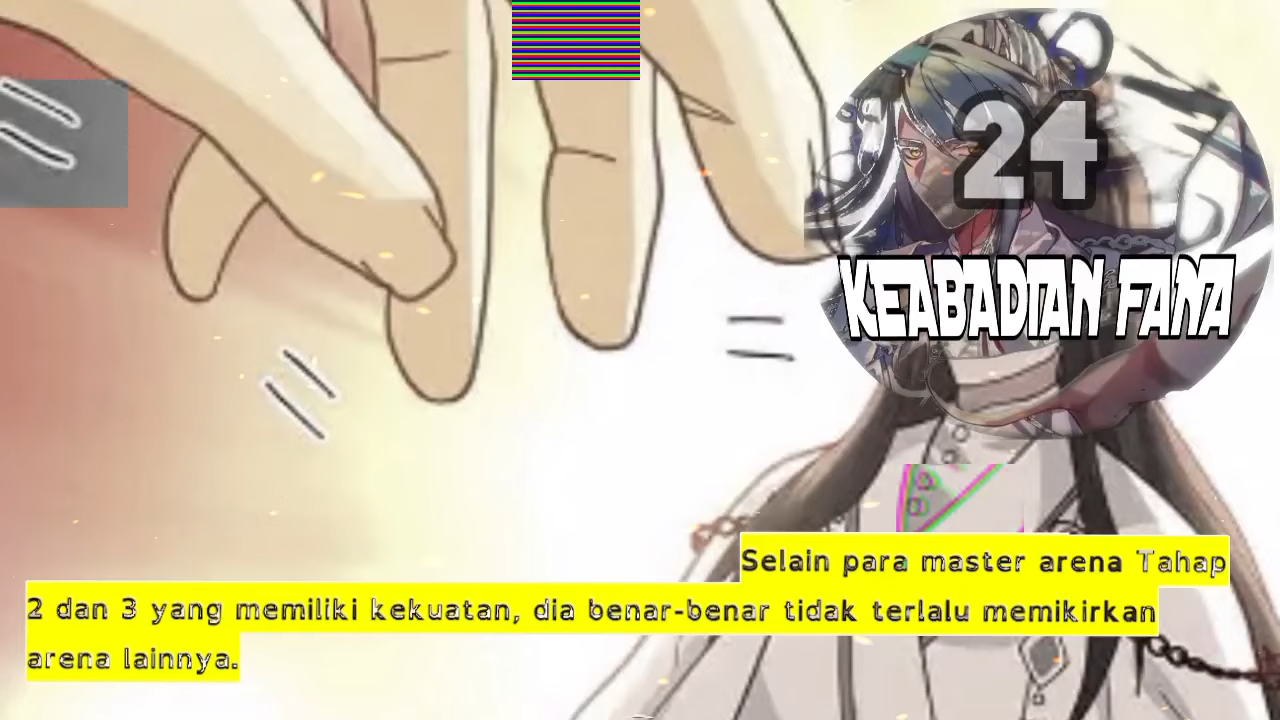 24
KEABADIAN FANA
Selain para master arena Tahap
2 dan 3 yang memiliki kekuatan, dia benar-benar tidak terlalu memikirkan
arena lainnya.